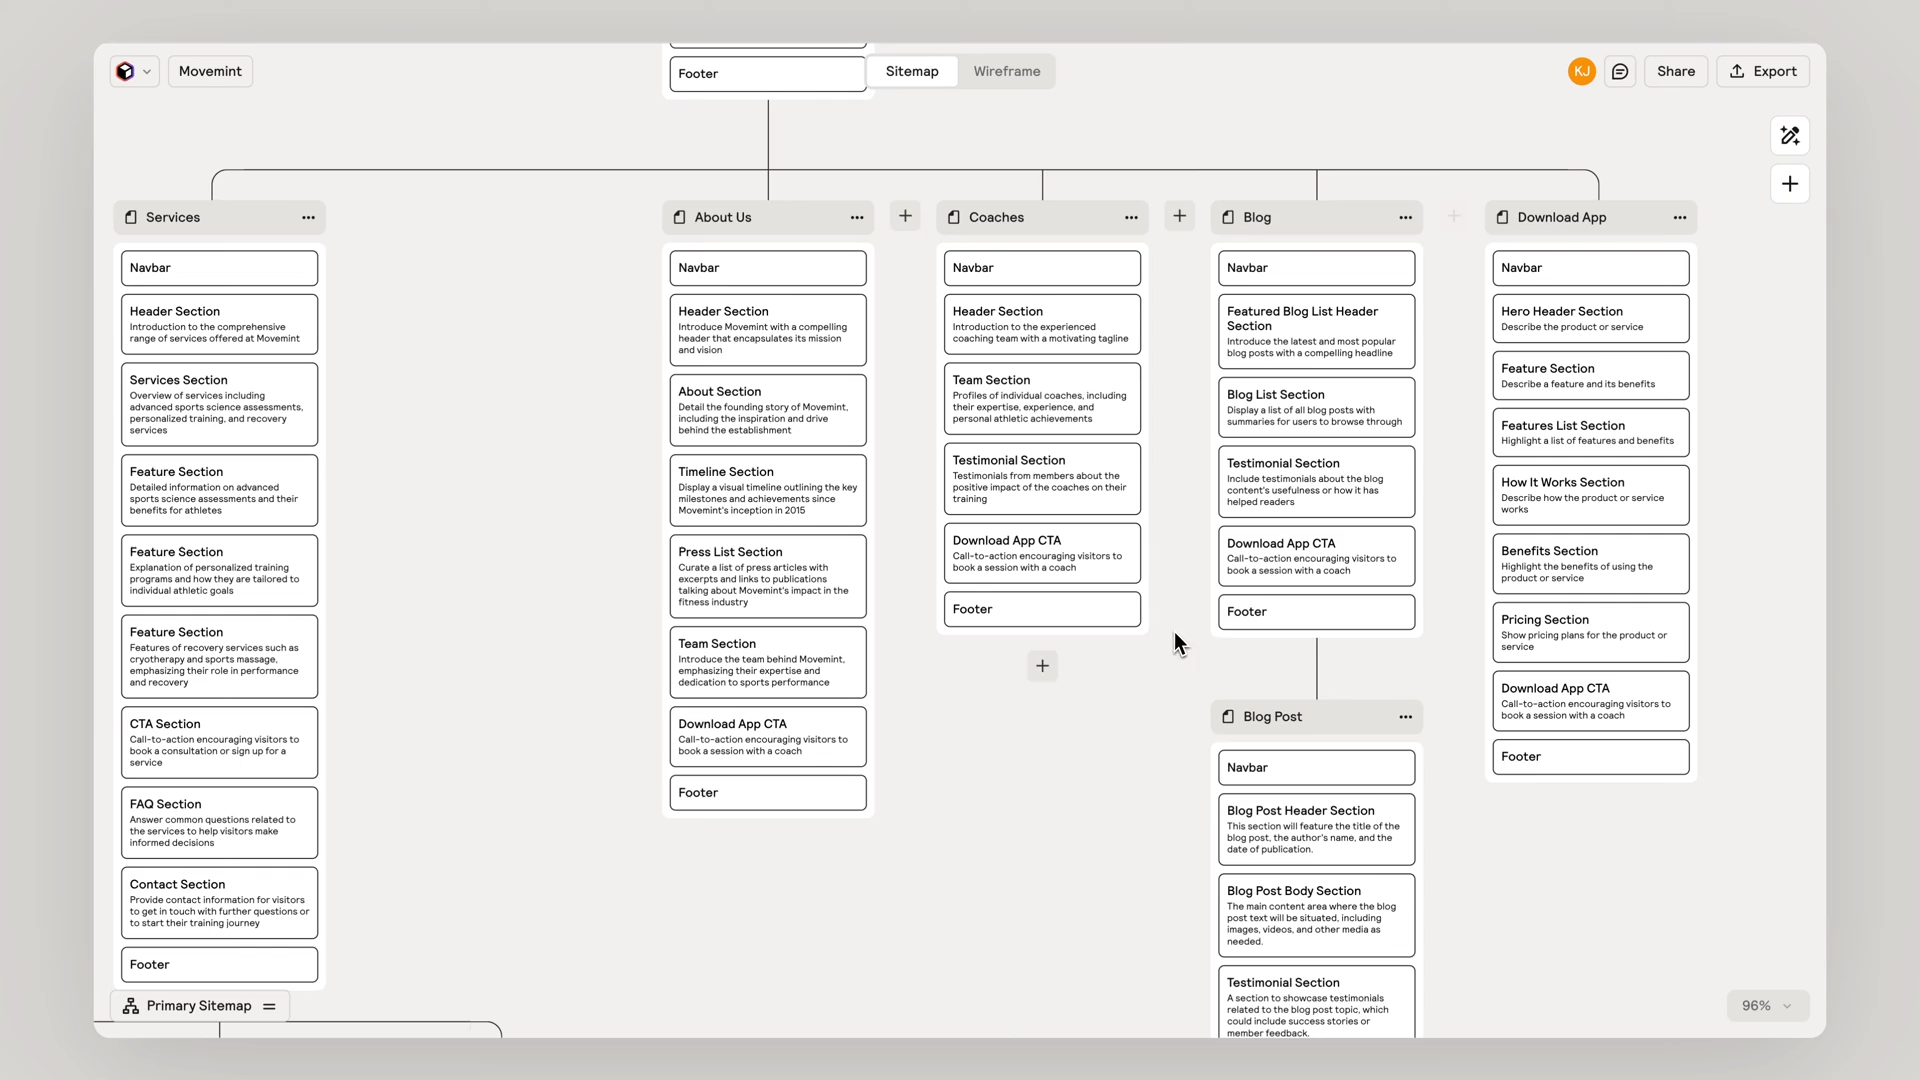 Movemint
Footer
Sitemap
Wireframe
KJ
Share
Export
Services
About Us
Coaches
Blog
Download App
Navbar
Header Section
Introduction to the comprehensive
range of services offered at Movemint
Services Section
Overview of services including
advanced sports science assessments,
personalized training, and recovery
services
Feature Section
Detailed information on advanced
sports science assessments and their
benefits for athletes
Feature Section
Explanation of personalized training
programs and how they are tailored to
individual athletic goals
Feature Section
Features of recovery services such as
cryotherapy and sports massage,
emphasizing their role in performance
and recovery
CTA Section
Call-to-action encouraging visitors to
book a consultation or sign up for a
service
FAQ Section
Answer common questions related to
the services to help visitors make
informed decisions
Contact Section
Provide contact information for visitors
to get in touch with further questions or
to start their training journey
Footer
Navbar
Header Section
Introduce Movemint with a compelling
header that encapsulates its mission
and vision
About Section
Detail the founding story of Movemint,
including the inspiration and drive
behind the establishment
Timeline Section
Display a visual timeline outlining the key
milestones and achievements since
Movemint's inception in 2015
Press List Section
Curate a list of press articles with
excerpts and links to publications
talking about Movemint's impact in the
fitness industry
Team Section
Introduce the team behind Movemint,
emphasizing their expertise and
dedication to sports performance
Download App CTA
Call-to-action encouraging visitors to
book a session with a coach
Footer
Navbar
Header Section
Introduction to the experienced
coaching team with a motivating tagline
Team Section
Profiles of individual coaches, including
their expertise, experience, and
personal athletic achievements
Testimonial Section
Testimonials from members about the
positive impact of the coaches on their
training
Download App CTA
Call-to-action encouraging visitors to
book a session with a coach
Footer
Navbar
Featured Blog List Header
Section
Introduce the latest and most popular
blog posts with a compelling headline
Blog List Section
Display a list of all blog posts with
summaries for users to browse through
Testimonial Section
Include testimonials about the blog
content's usefulness or how it has
helped readers
Download App CTA
Call-to-action encouraging visitors to
book a session with a coach
Footer
Blog Post
Navbar
Blog Post Header Section
This section will feature the title of the
blog post, the author's name, and the
date of publication.
Blog Post Body Section
The main content area where the blog
post text will be situated, including
images, videos, and other media as
needed.
Testimonial Section
A section to showcase testimonials
related to the blog post topic, which
could include success stories or
member feedback.
Navbar
Hero Header Section
Describe the product or service
Feature Section
Describe a feature and its benefits
Features List Section
Highlight a list of features and benefits
How It Works Section
Describe how the product or service
works
Benefits Section
Highlight the benefits of using the
product or service
Pricing Section
Show pricing plans for the product or
service
Download App CTA
Call-to-action encouraging visitors to
book a session with a coach
Footer
Primary Sitemap
96%